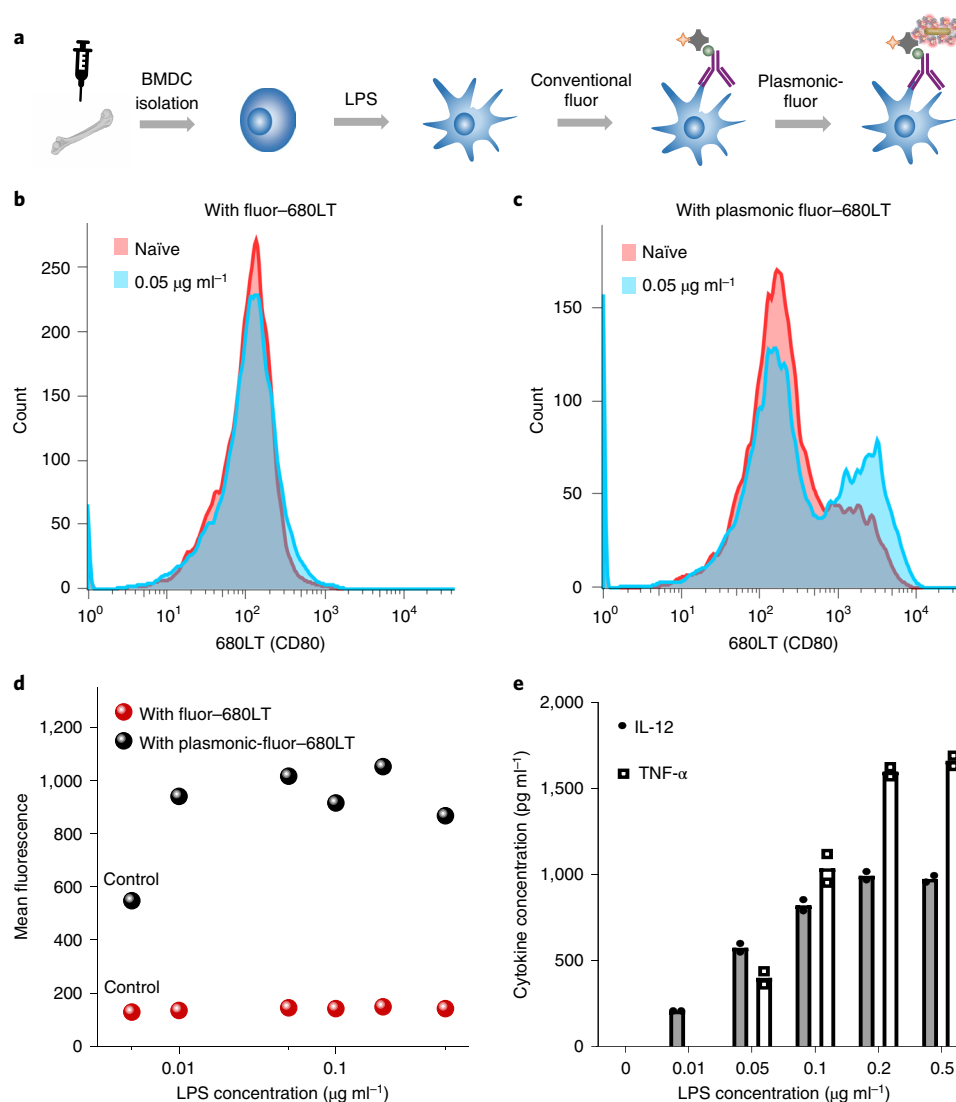 a
BMDC
isolation
LPS
Conventional
fluor
Plasmonic-
fluor
b
With fluor–680LT
Naïve
0.05 μg ml⁻¹
Count
250
200
150
100
50
0
10⁰ 10¹ 10² 10³ 10⁴
680LT (CD80)
c
With plasmonic fluor–680LT
Naïve
0.05 μg ml⁻¹
Count
150
100
50
0
10⁰ 10¹ 10² 10³ 10⁴
680LT (CD80)
d
With fluor–680LT
With plasmonic-fluor–680LT
Mean fluorescence
1,200
1,000
800
600
400
200
0
Control
Control
0.01 0.1
LPS concentration (μg ml⁻¹)
e
IL-12
TNF-α
Cytokine concentration (pg ml⁻¹)
2,000
1,500
1,000
500
0
0 0.01 0.05 0.1 0.2 0.5
LPS concentration (μg ml⁻¹)